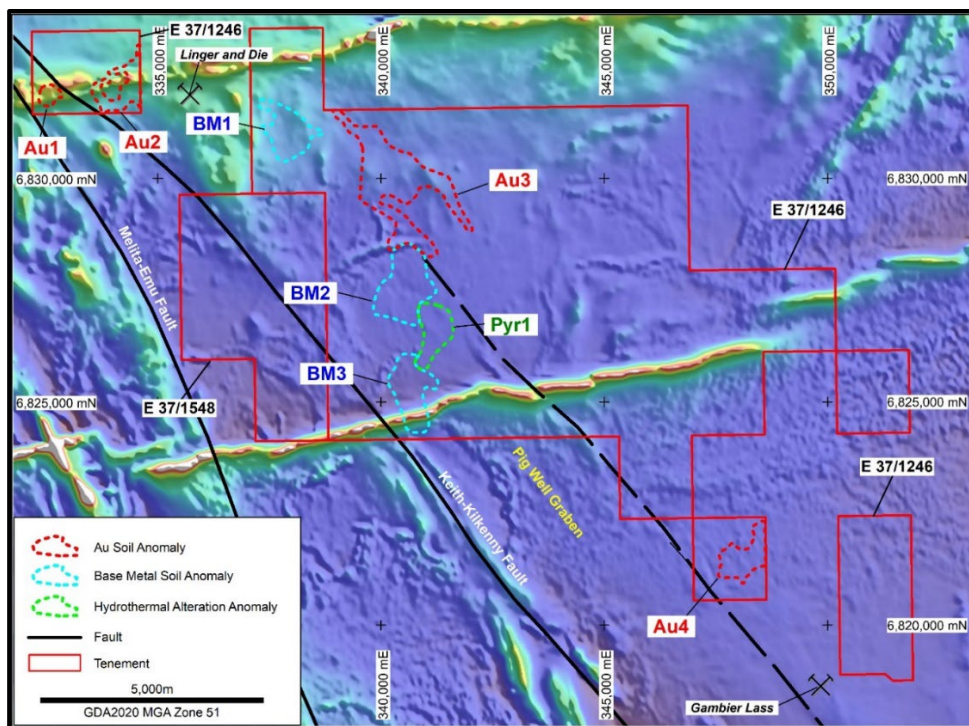 E 37/1246
335,000 mE
Linger and Die
340,000 mE
345,000 mE
350,000 mE
Au1
Au2
BM1
Au3
6,830,000 mN
6,830,000 mN
E 37/1246
Melita-Emu Fault
BM2
Pyr1
BM3
6,825,000 mN
6,825,000 mN
E 37/1548
Pig Well Graben
Keith-Kilkenny Fault
E 37/1246
Au4
6,820,000 mN
340,000 mE
345,000 mE
Gambier Lass
Au Soil Anomaly
Base Metal Soil Anomaly
Hydrothermal Alteration Anomaly
Fault
Tenement
5,000m
GDA2020 MGA Zone 51